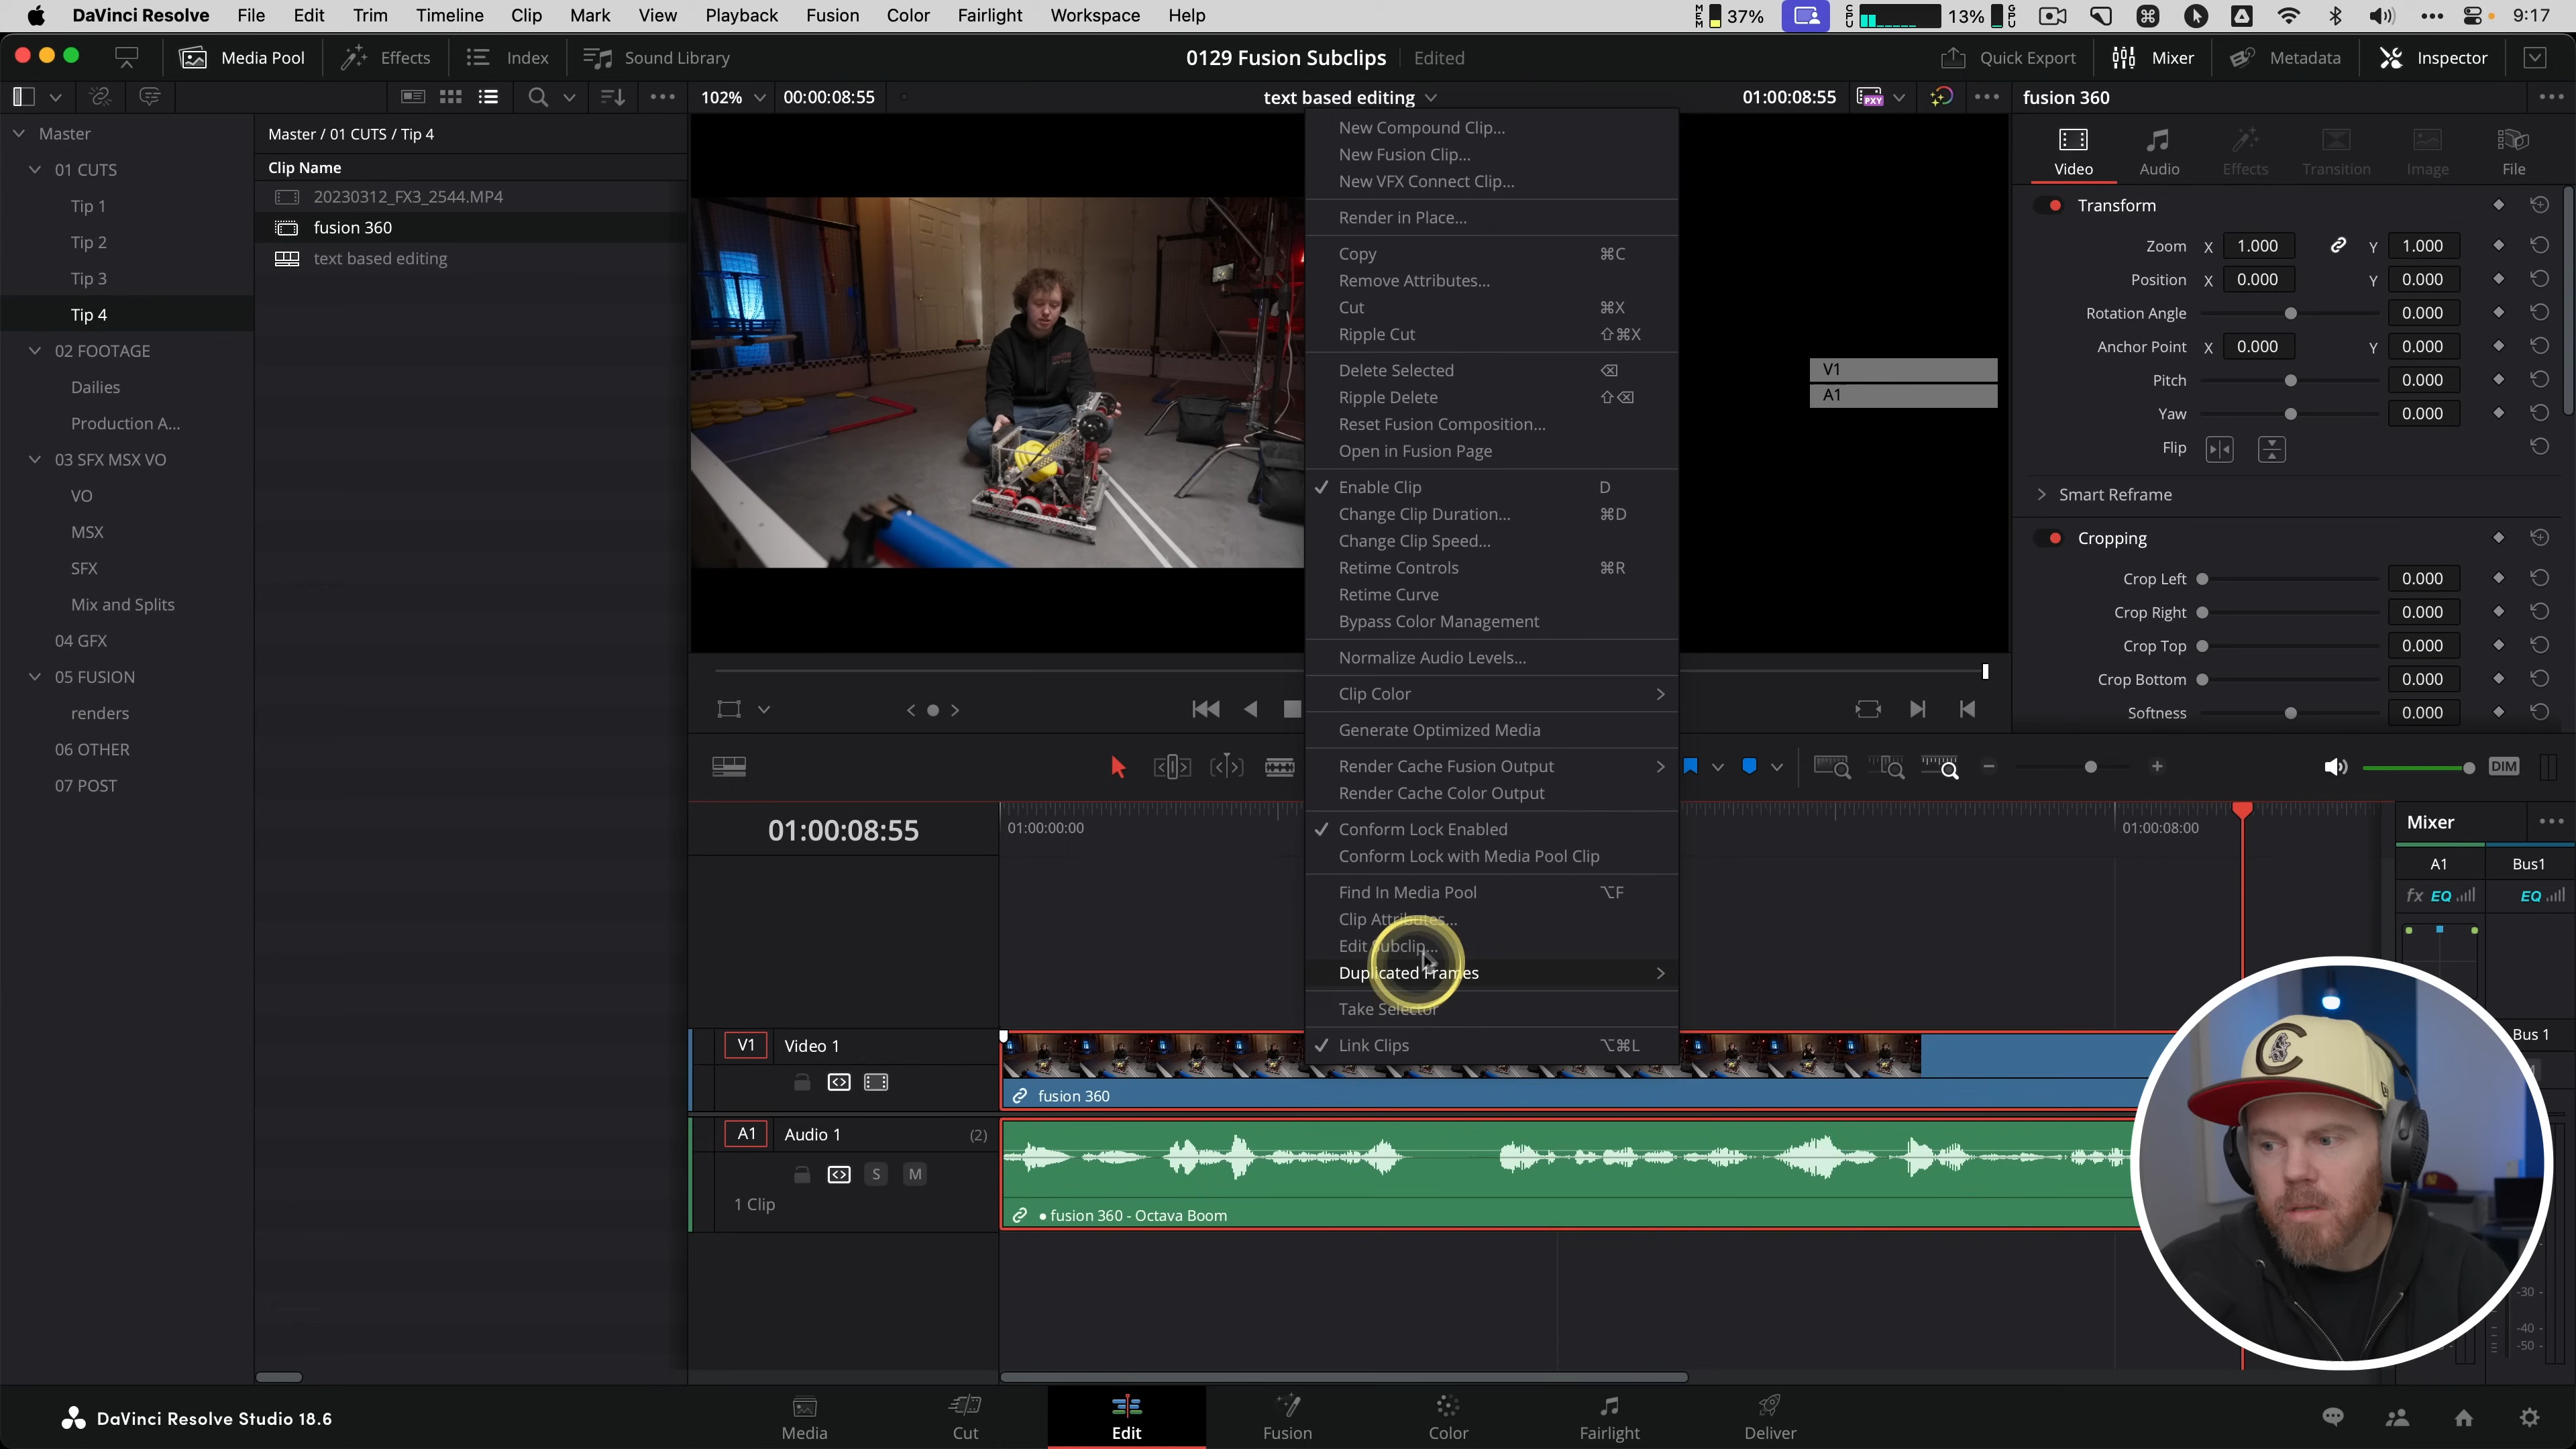 DaVinci Resolve File Edit Trim Timeline Clip Mark View Playback Fusion Color Fairlight Workspace Help
MEM 37% CPU 13% GPU 9:17
Media Pool Effects Index Sound Library
0129 Fusion Subclips Edited
Quick Export Mixer Metadata Inspector
102% 00:00:08:55
text based editing
01:00:08:55
PXY
fusion 360
Master
01 CUTS
Tip 1
Tip 2
Tip 3
Tip 4
02 FOOTAGE
Dailies
Production A...
03 SFX MSX VO
VO
MSX
SFX
Mix and Splits
04 GFX
05 FUSION
renders
06 OTHER
07 POST
Master / 01 CUTS / Tip 4
Clip Name
20230312_FX3_2544.MP4
fusion 360
text based editing
New Compound Clip...
New Fusion Clip...
New VFX Connect Clip...
Render in Place...
Copy ⌘C
Remove Attributes...
Cut ⌘X
Ripple Cut ⇧⌘X
Delete Selected ⌫
Ripple Delete ⇧⌫
Reset Fusion Composition...
Open in Fusion Page
✓ Enable Clip D
Change Clip Duration... ⌘D
Change Clip Speed...
Retime Controls ⌘R
Retime Curve
Bypass Color Management
Normalize Audio Levels...
Clip Color
Generate Optimized Media
Render Cache Fusion Output
Render Cache Color Output
✓ Conform Lock Enabled
Conform Lock with Media Pool Clip
Find In Media Pool ⌥F
Clip Attributes...
Edit Subclip...
Duplicated Frames
Take Selector
✓ Link Clips ⌥⌘L
V1
A1
Video Audio Effects Transition Image File
Transform
Zoom X 1.000 Y 1.000
Position X 0.000 Y 0.000
Rotation Angle 0.000
Anchor Point X 0.000 Y 0.000
Pitch 0.000
Yaw 0.000
Flip
Smart Reframe
Cropping
Crop Left 0.000
Crop Right 0.000
Crop Top 0.000
Crop Bottom 0.000
Softness 0.000
DIM
01:00:08:55
01:00:00:00
01:00:08:00
V1 Video 1
fusion 360
A1 Audio 1 (2)
S M
1 Clip
fusion 360 - Octava Boom
Mixer
A1 Bus1
fx EQ EQ
Bus 1
-30
-40
-50
C
DaVinci Resolve Studio 18.6
Media Cut Edit Fusion Color Fairlight Deliver